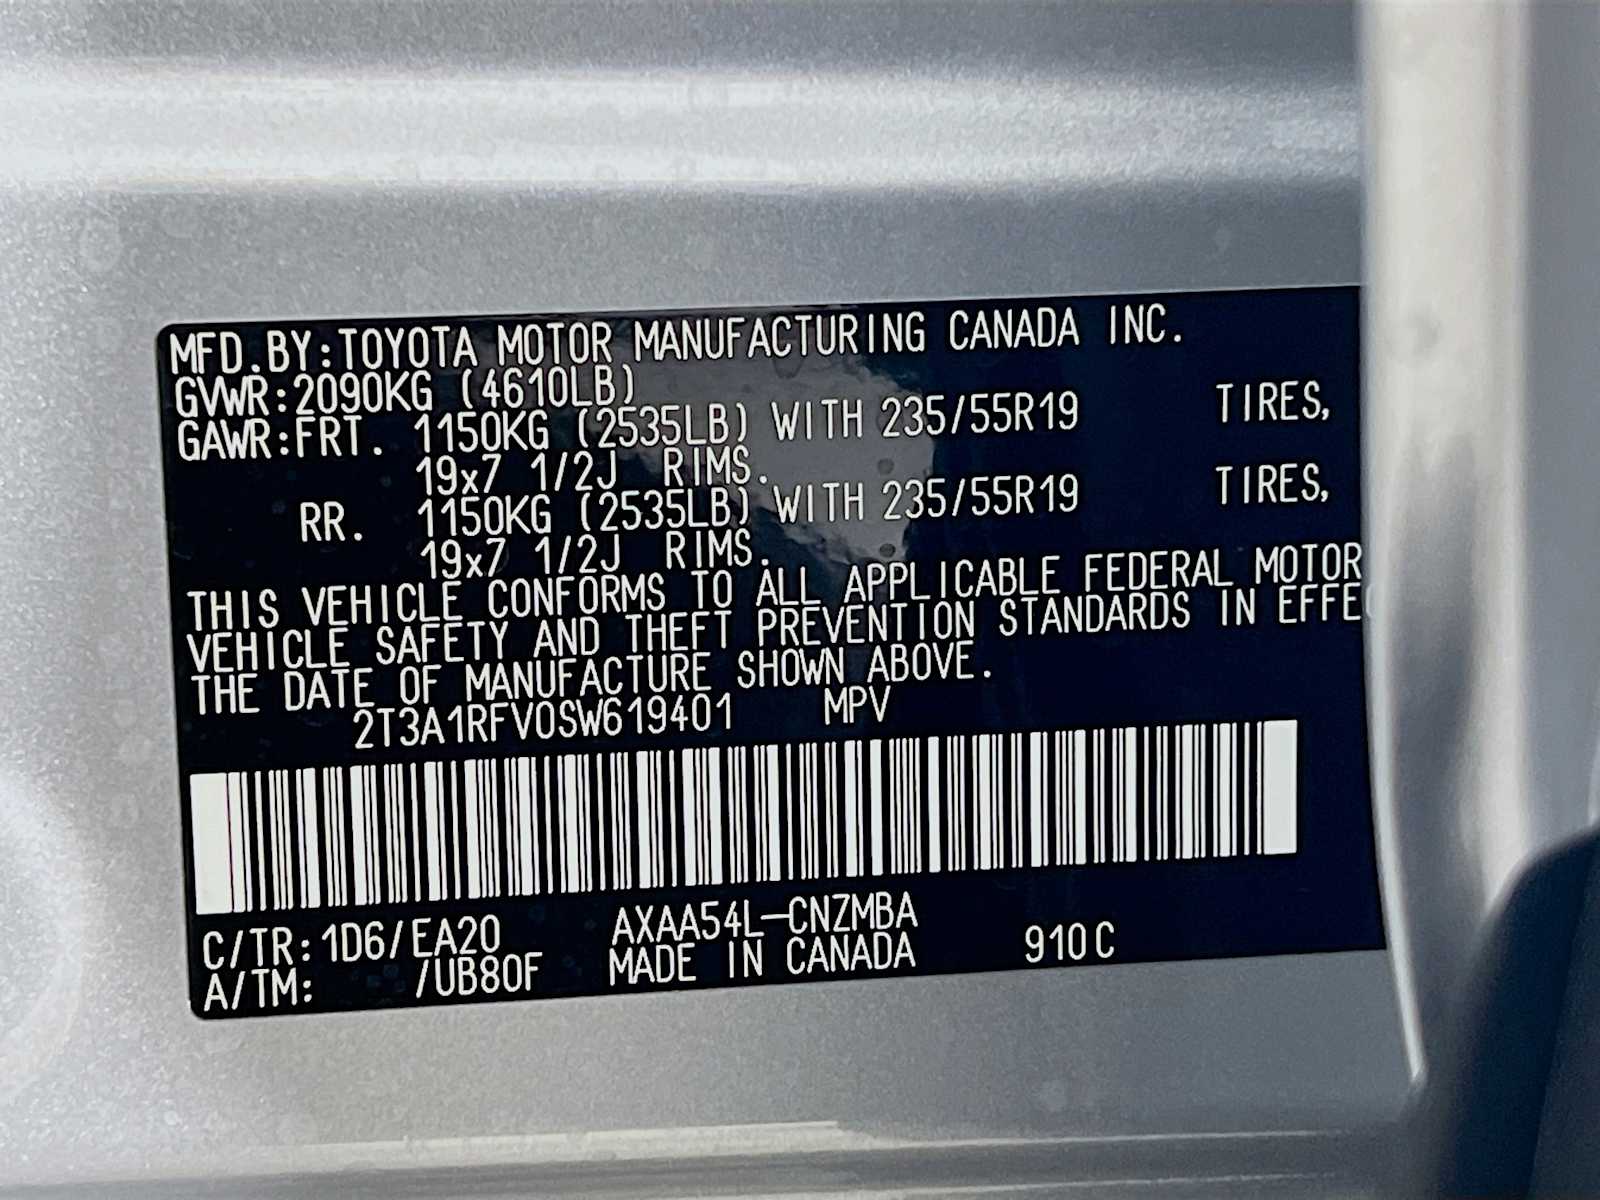 MFD.BY:TOYOTA MOTOR MANUFACTURING CANADA INC.
GVWR:2090KG (4610LB)
GAWR:FRT. 1150KG (2535LB) WITH 235/55R19 TIRES,
19x7 1/2J RIMS.
RR. 1150KG (2535LB) WITH 235/55R19 TIRES,
19x7 1/2J RIMS.
THIS VEHICLE CONFORMS TO ALL APPLICABLE FEDERAL MOTOR
VEHICLE SAFETY AND THEFT PREVENTION STANDARDS IN EFFE
THE DATE OF MANUFACTURE SHOWN ABOVE.
2T3A1RFV0SW619401 MPV
C/TR:1D6/EA20 AXAA54L-CNZMBA
A/TM: /UB80F MADE IN CANADA 910C